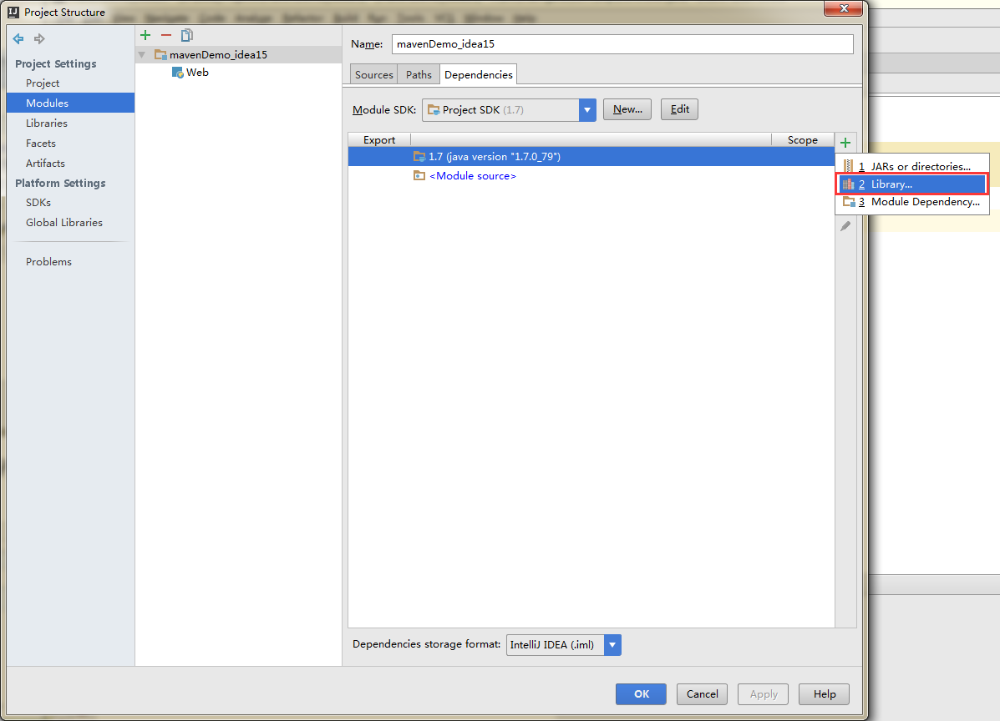 Project Structure
Project Settings
Project
Modules
Libraries
Facets
Artifacts
Platform Settings
SDKs
Global Libraries
Problems
mavenDemo_idea15
Web
Name: mavenDemo_idea15
Sources Paths Dependencies
Module SDK: Project SDK (1.7) New... Edit
Export Scope
1.7 (java version "1.7.0_79")
<Module source>
1 JARs or directories...
2 Library...
3 Module Dependency...
Dependencies storage format: IntelliJ IDEA (.iml)
OK Cancel Apply Help